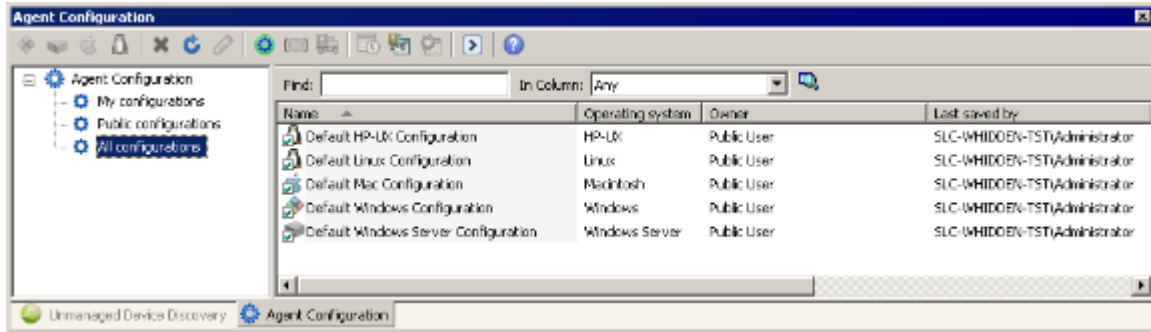 Agent Configuration
Agent Configuration
My configurations
Public configurations
All configurations
Find: In Column: Any
Name Operating system Owner Last saved by
Default HP-UX Configuration HP-UX Public User SLC-WHIDDEN-TST\Administrator
Default Linux Configuration Linux Public User SLC-WHIDDEN-TST\Administrator
Default Mac Configuration Macintosh Public User SLC-WHIDDEN-TST\Administrator
Default Windows Configuration Windows Public User SLC-WHIDDEN-TST\Administrator
Default Windows Server Configuration Windows Server Public User SLC-WHIDDEN-TST\Administrator
Unmanaged Device Discovery Agent Configuration